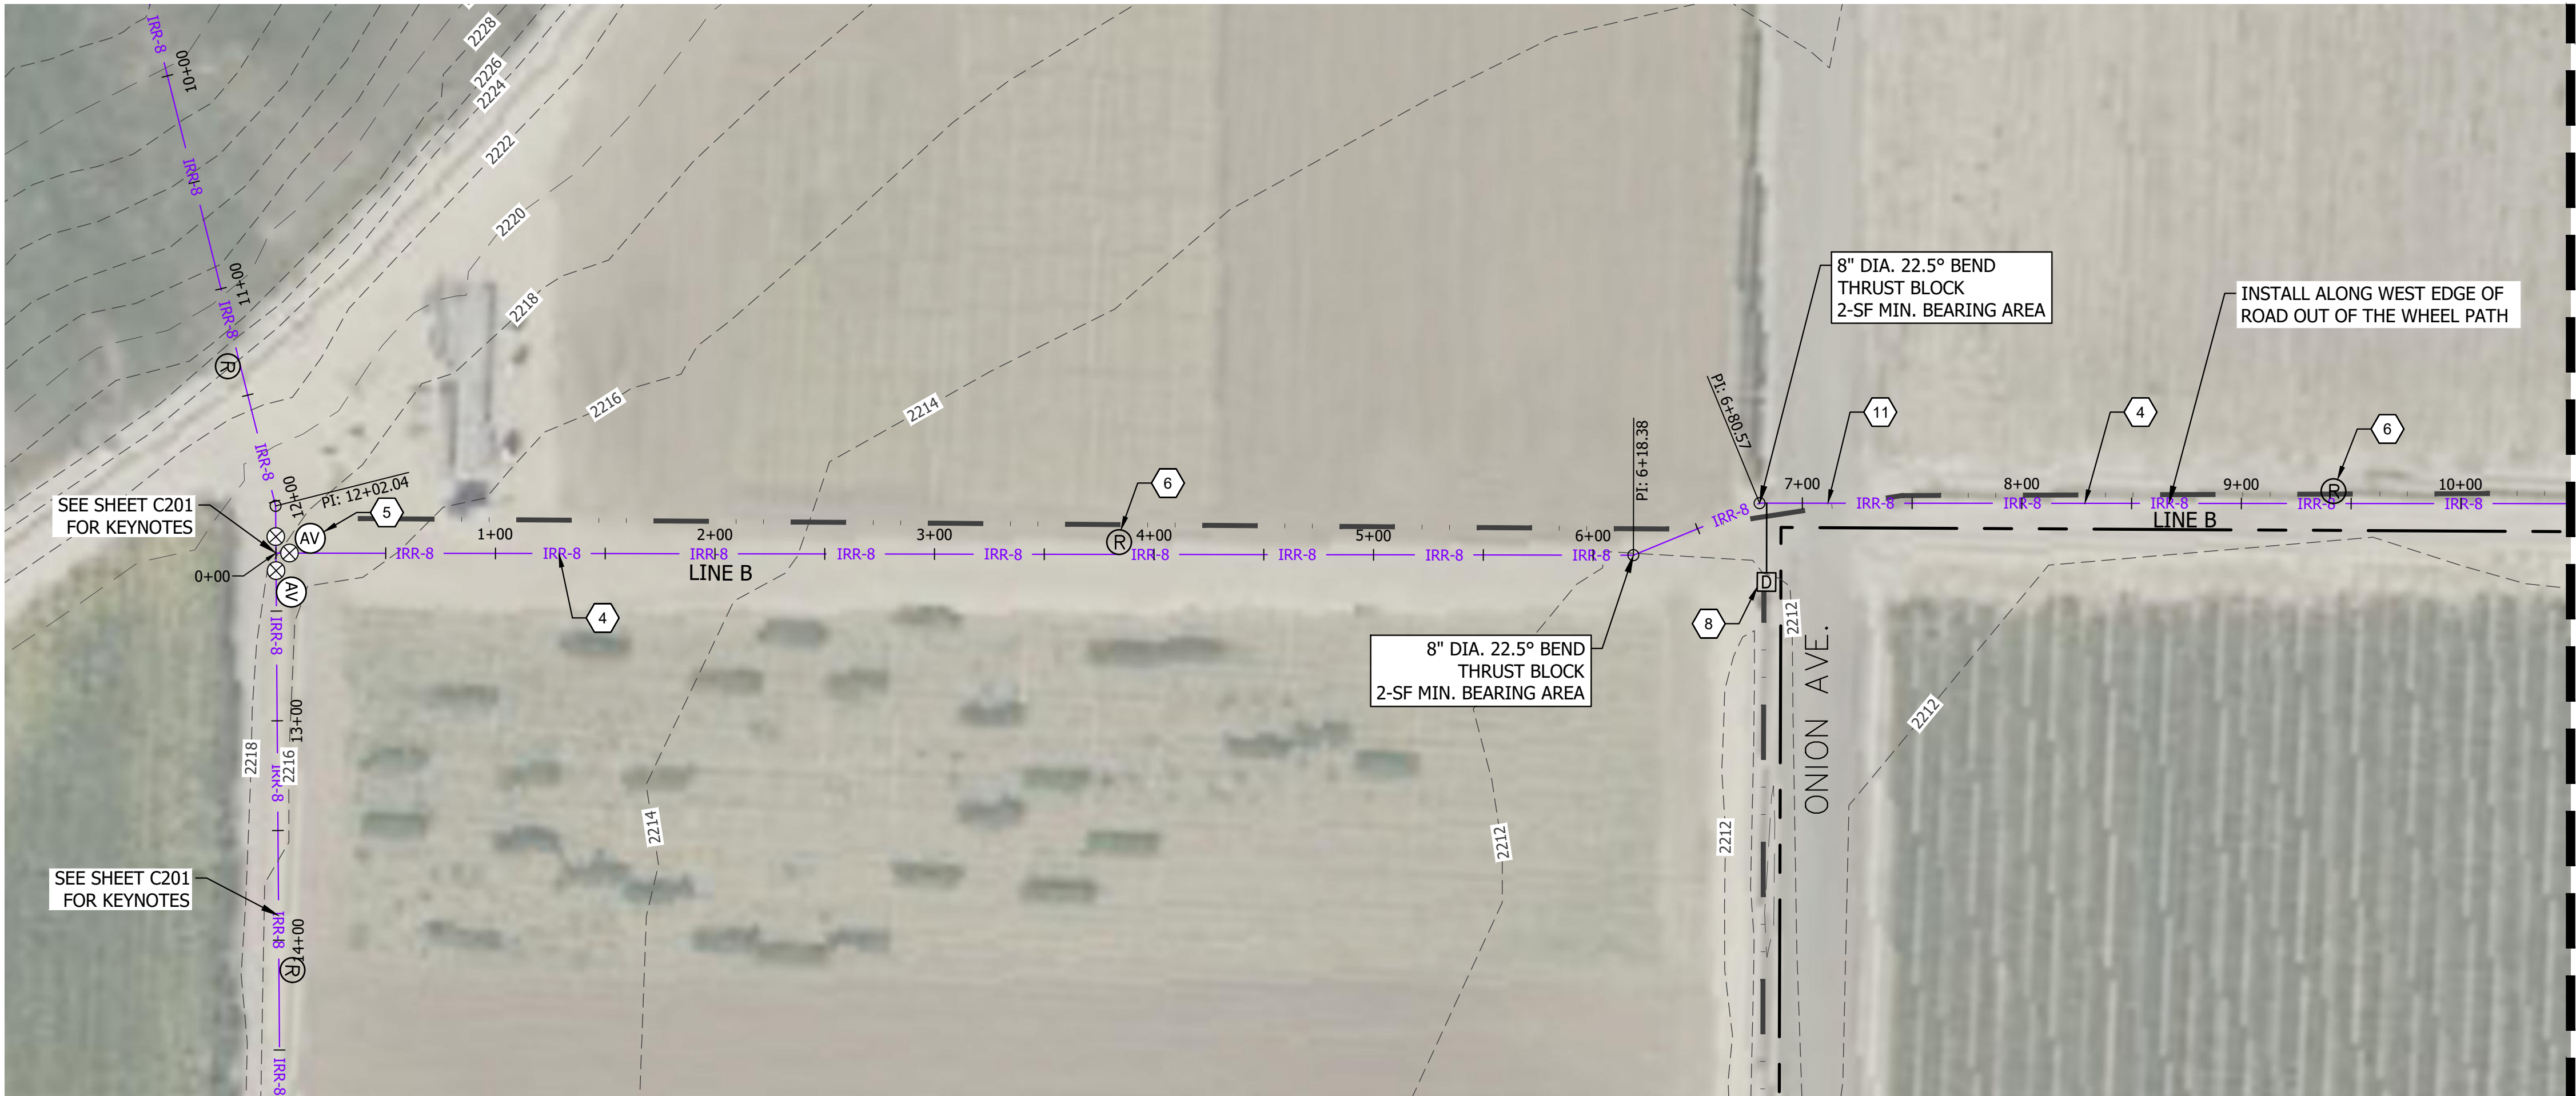 IRR-8
10+00
2228
2226
2224
IRR-8
2222
2220
11+00
IRR-8
2218
R
2216
2214
8" DIA. 22.5° BEND
THRUST BLOCK
2-SF MIN. BEARING AREA
INSTALL ALONG WEST EDGE OF
ROAD OUT OF THE WHEEL PATH
PI: 6+80.57
11
4
6
PI: 6+18.38
IRR-8
12+00
PI: 12+02.04
SEE SHEET C201
FOR KEYNOTES
5
6
7+00
8+00
9+00
10+00
R
IRR-8
IRR-8
IRR-8
IRR-8
IRR-8
IRR-8
LINE B
AV
1+00
2+00
3+00
4+00
5+00
6+00
R
IRR-8
IRR-8
IRR-8
IRR-8
IRR-8
IRR-8
IRR-8
IRR-8
IRR-8
0+00
LINE B
AV
4
D
8
2212
IRR-8
8" DIA. 22.5° BEND
THRUST BLOCK
2-SF MIN. BEARING AREA
ONION AVE.
2212
13+00
2218
2216
IRR-8
2214
2212
2212
SEE SHEET C201
FOR KEYNOTES
IRR-8
14+00
R
IRR-8